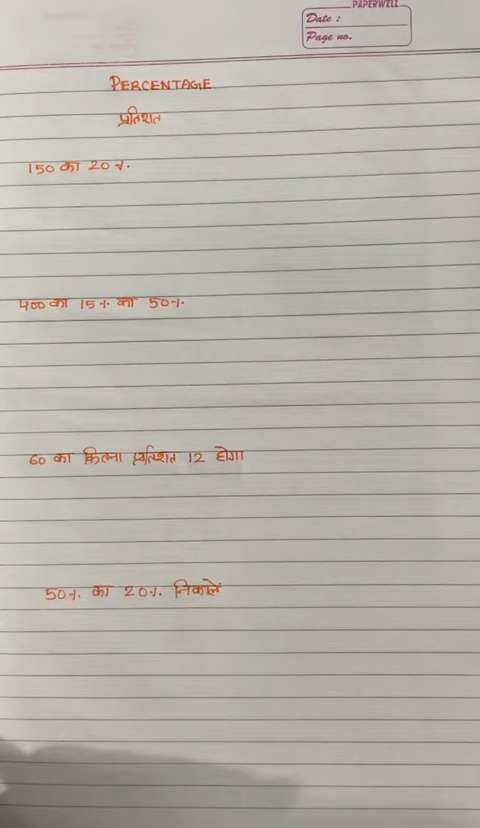 PAPERWELL
Date :
Page no.
PERCENTAGE
प्रतिशत
150 का 20 %.
400 का 15 % का 50 %.
60 का कितना प्रतिशत 12 होगा
50 %. का 20 %. निकालें